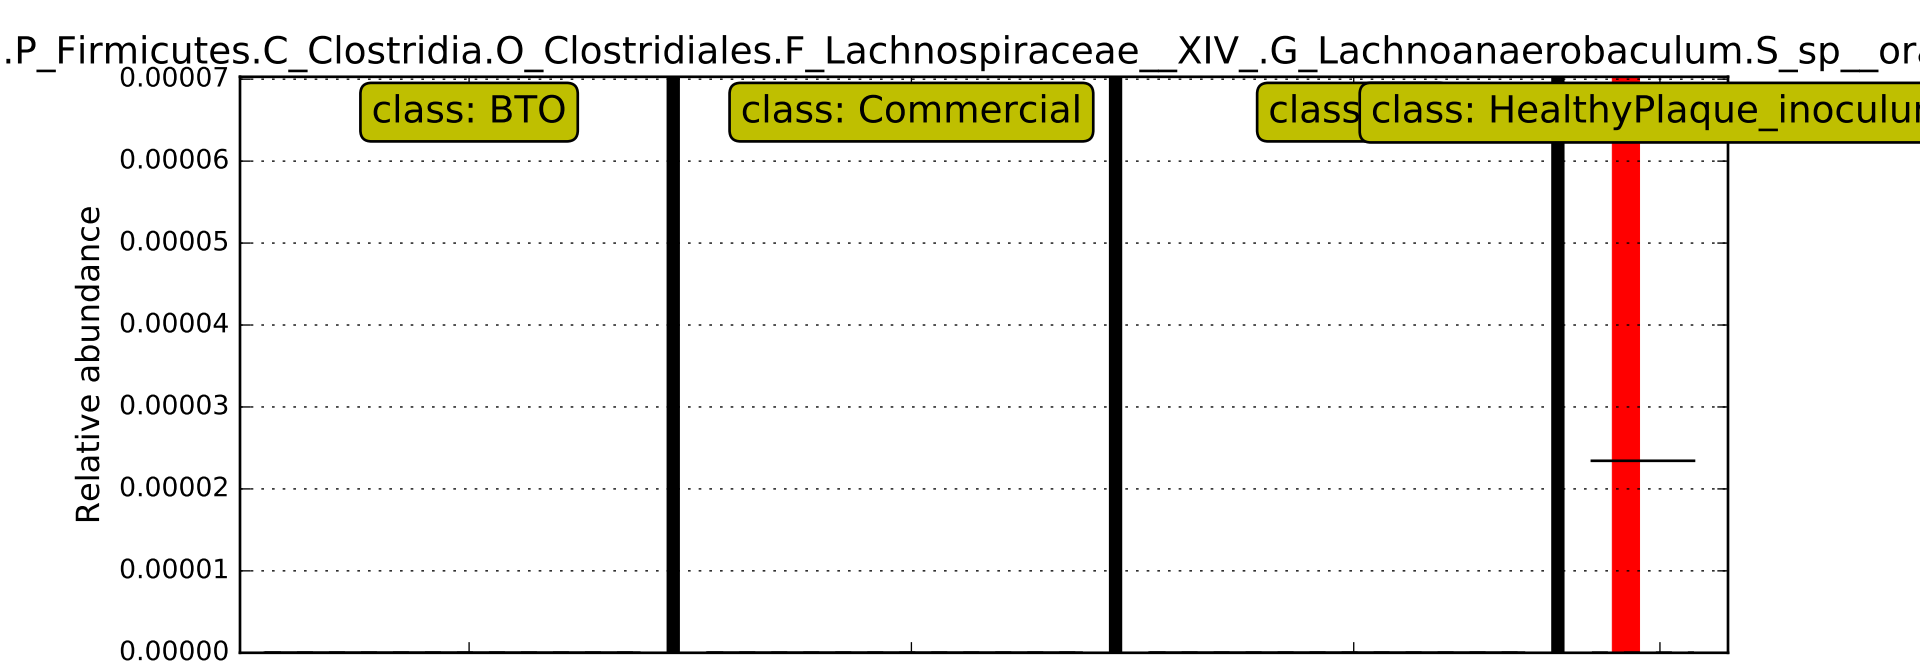 .P_Firmicutes.C_Clostridia.O_Clostridiales.F_Lachnospiraceae__XIV_.G_Lachnoanaerobaculum.S_sp__ora
0.00007
class: BTO
class: Commercial
class
class: HealthyPlaque_inoculum
0.00006
0.00005
0.00004
0.00003
0.00002
0.00001
0.00000
Relative abundance